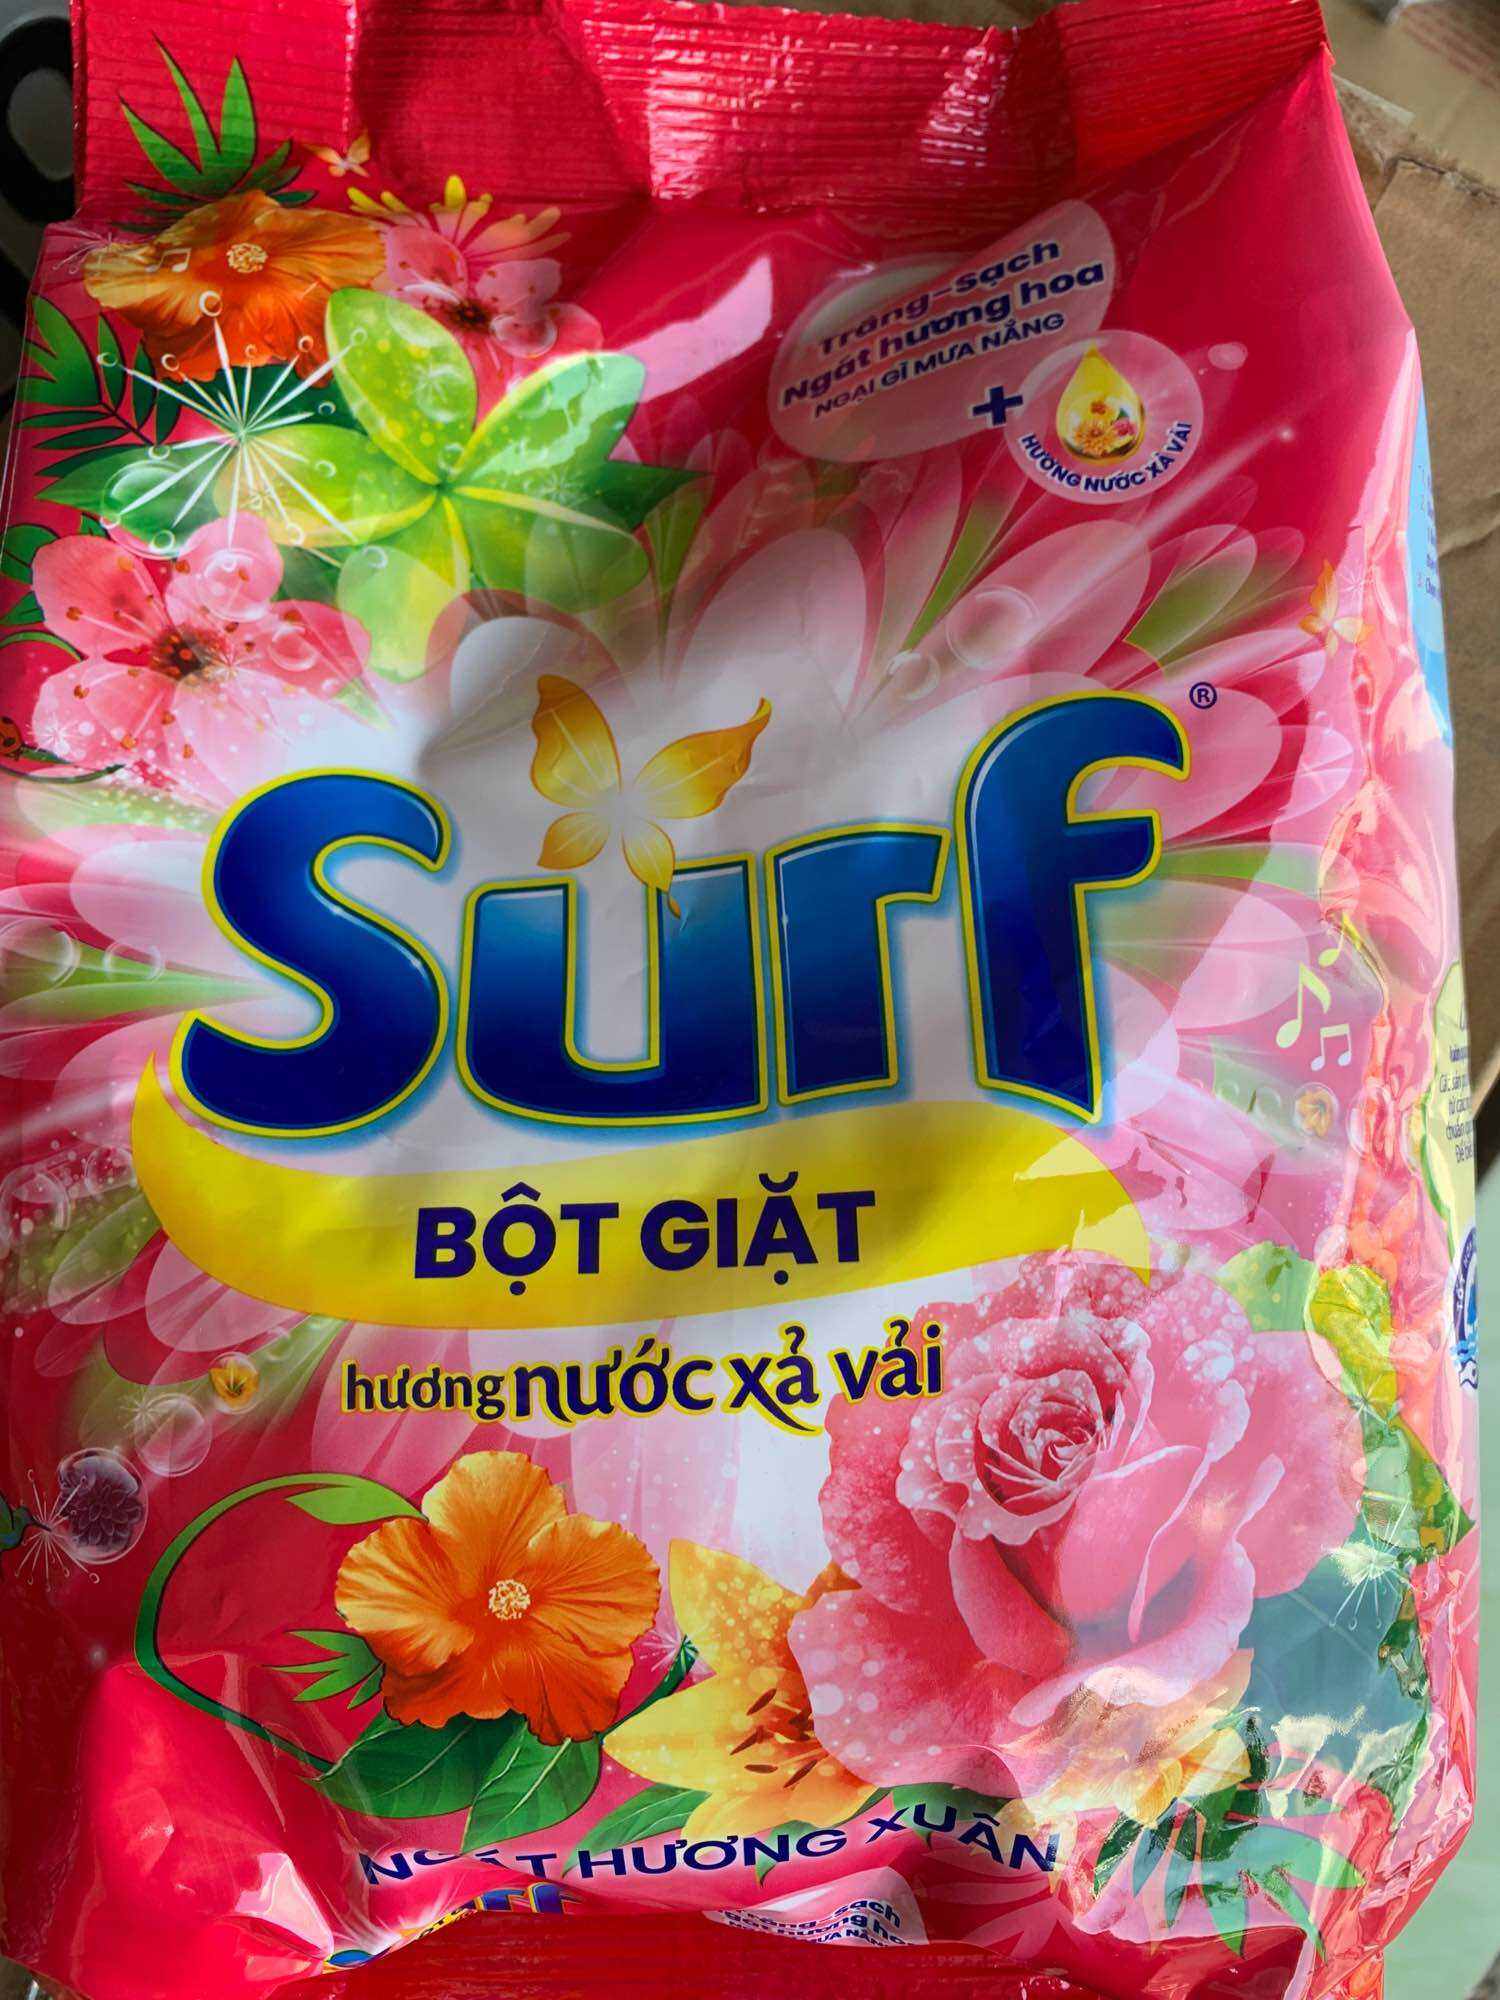 Trắng-sạch
Ngát hương hoa
NGẠI GÌ MƯA NẮNG
+
HƯƠNG NƯỚC XẢ VẢI
Surf®
BỘT GIẶT
hương nước xả vải
NGÁT HƯƠNG XUÂN